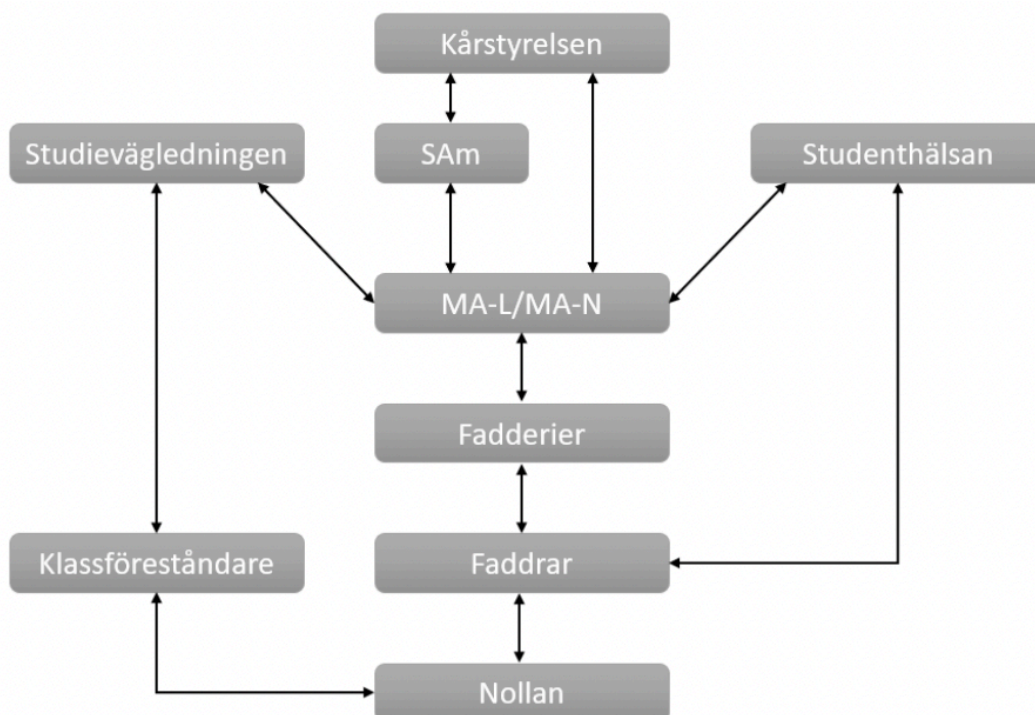 Kårstyrelsen
Studievägledningen
SAm
Studenthälsan
MA-L/MA-N
Fadderier
Klassföreståndare
Faddrar
Nollan